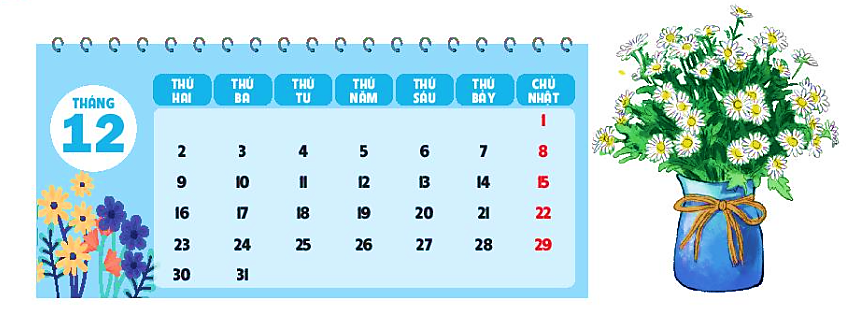 THÁNG
12
THỨ HAI THỨ BA THỨ TƯ THỨ NĂM THỨ SÁU THỨ BẢY CHỦ NHẬT
1
2 3 4 5 6 7 8
9 10 11 12 13 14 15
16 17 18 19 20 21 22
23 24 25 26 27 28 29
30 31